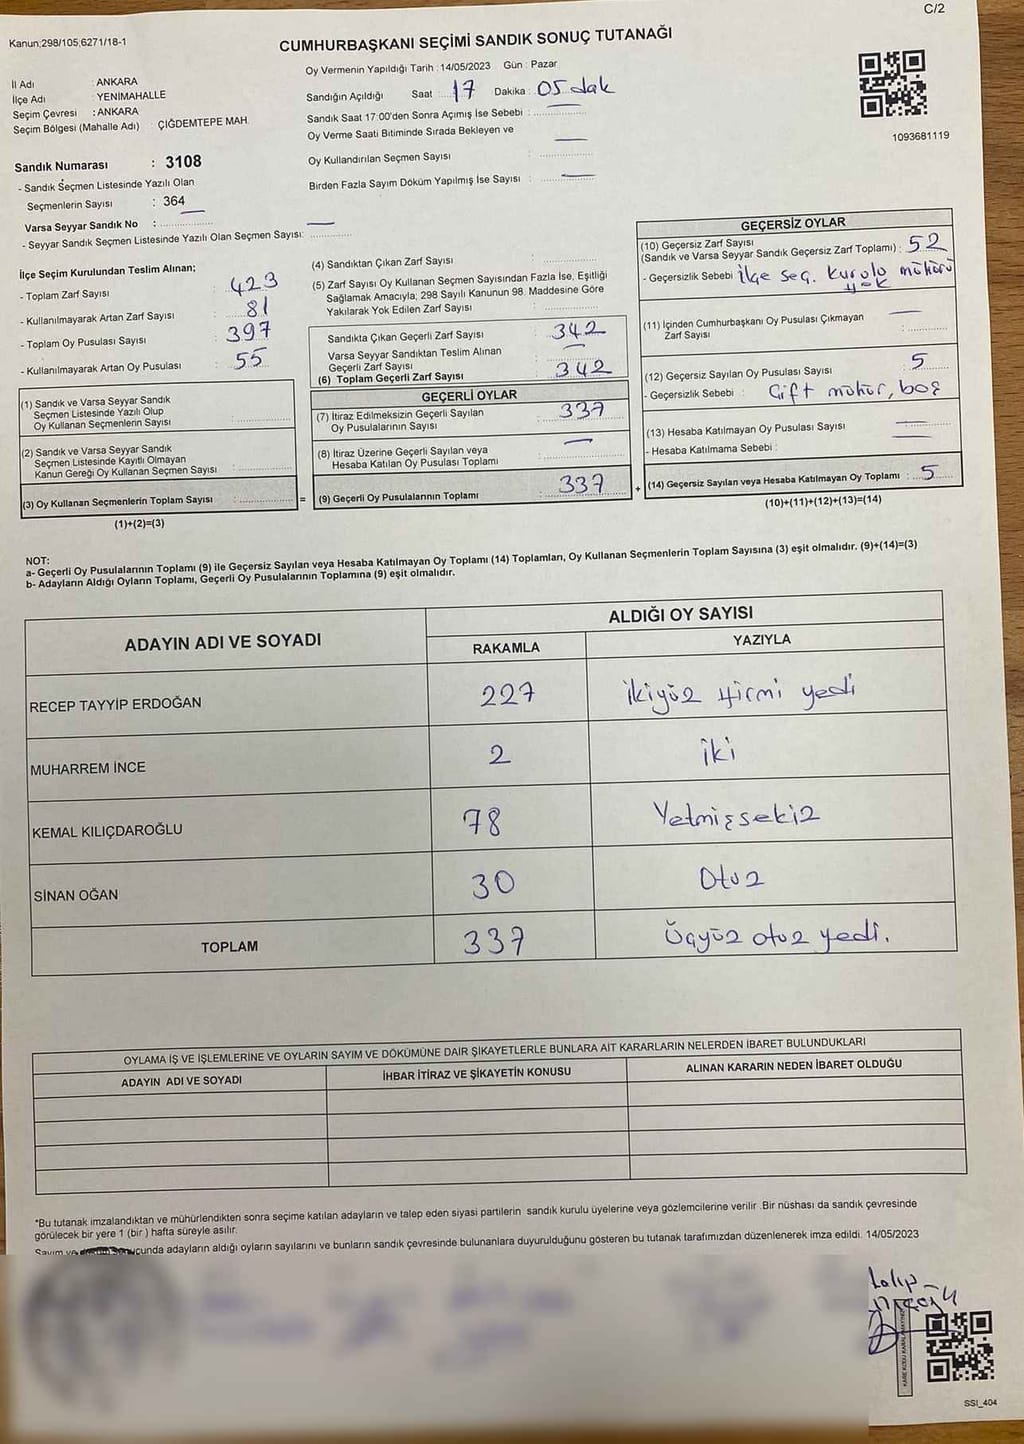 C/2
Kanun;298/105;6271/18-1
CUMHURBAŞKANI SEÇİMİ SANDIK SONUÇ TUTANAĞI
İl Adı : ANKARA
İlçe Adı : YENİMAHALLE
Seçim Çevresi : ANKARA
Seçim Bölgesi (Mahalle Adı) ÇİĞDEMTEPE MAH.
Oy Vermenin Yapıldığı Tarih : 14/05/2023 Gün : Pazar
Sandığın Açıldığı Saat : 17 Dakika : 05 dak
Sandık Saat 17:00'den Sonra Açımış İse Sebebi : —
Oy Verme Saati Bitiminde Sırada Bekleyen ve
Oy Kullandırılan Seçmen Sayısı : —
Birden Fazla Sayım Döküm Yapılmış İse Sayısı : —
1093681119
Sandık Numarası : 3108
- Sandık Seçmen Listesinde Yazılı Olan
Seçmenlerin Sayısı : 364
Varsa Seyyar Sandık No : —
- Seyyar Sandık Seçmen Listesinde Yazılı Olan Seçmen Sayısı: —
İlçe Seçim Kurulundan Teslim Alınan;
- Toplam Zarf Sayısı : 423
- Kullanılmayarak Artan Zarf Sayısı : 81
- Toplam Oy Pusulası Sayısı : 397
- Kullanılmayarak Artan Oy Pusulası : 55
(1) Sandık ve Varsa Seyyar Sandık
Seçmen Listesinde Yazılı Olup
Oy Kullanan Seçmenlerin Sayısı :
(2) Sandık ve Varsa Seyyar Sandık
Seçmen Listesinde Kayıtlı Olmayan
Kanun Gereği Oy Kullanan Seçmen Sayısı :
(3) Oy Kullanan Seçmenlerin Toplam Sayısı : =
(1)+(2)=(3)
(4) Sandıktan Çıkan Zarf Sayısı :
(5) Zarf Sayısı Oy Kullanan Seçmen Sayısından Fazla İse, Eşitliği
Sağlamak Amacıyla; 298 Sayılı Kanunun 98. Maddesine Göre
Yakılarak Yok Edilen Zarf Sayısı :
Sandıkta Çıkan Geçerli Zarf Sayısı : 342
Varsa Seyyar Sandıktan Teslim Alınan
Geçerli Zarf Sayısı : —
(6) Toplam Geçerli Zarf Sayısı : 342
GEÇERLİ OYLAR
(7) İtiraz Edilmeksizin Geçerli Sayılan
Oy Pusulalarının Sayısı : 337
(8) İtiraz Üzerine Geçerli Sayılan veya
Hesaba Katılan Oy Pusulası Toplamı : —
(9) Geçerli Oy Pusulalarının Toplamı : 337 +
GEÇERSİZ OYLAR
(10) Geçersiz Zarf Sayısı
(Sandık ve Varsa Seyyar Sandık Geçersiz Zarf Toplamı) : 52
- Geçersizlik Sebebi : İlçe seç. kurulu mührü
yok
(11) İçinden Cumhurbaşkanı Oy Pusulası Çıkmayan
Zarf Sayısı : —
(12) Geçersiz Sayılan Oy Pusulası Sayısı : 5
- Geçersizlik Sebebi : Çift mühür, boş
(13) Hesaba Katılmayan Oy Pusulası Sayısı : —
- Hesaba Katılmama Sebebi : —
(14) Geçersiz Sayılan veya Hesaba Katılmayan Oy Toplamı : 5
(10)+(11)+(12)+(13)=(14)
NOT:
a- Geçerli Oy Pusulalarının Toplamı (9) ile Geçersiz Sayılan veya Hesaba Katılmayan Oy Toplamı (14) Toplamları, Oy Kullanan Seçmenlerin Toplam Sayısına (3) eşit olmalıdır. (9)+(14)=(3)
b- Adayların Aldığı Oyların Toplamı, Geçerli Oy Pusulalarının Toplamına (9) eşit olmalıdır.
ADAYIN ADI VE SOYADI
ALDIĞI OY SAYISI
RAKAMLA YAZIYLA
RECEP TAYYİP ERDOĞAN 227 ikiyüz yirmi yedi
MUHARREM İNCE 2 iki
KEMAL KILIÇDAROĞLU 78 Yetmişsekiz
SİNAN OĞAN 30 Otuz
TOPLAM 337 Üçyüz otuz yedi.
OYLAMA İŞ VE İŞLEMLERİNE VE OYLARIN SAYIM VE DÖKÜMÜNE DAİR ŞİKAYETLERLE BUNLARA AİT KARARLARIN NELERDEN İBARET BULUNDUKLARI
ADAYIN ADI VE SOYADI İHBAR İTİRAZ VE ŞİKAYETİN KONUSU ALINAN KARARIN NEDEN İBARET OLDUĞU
*Bu tutanak imzalandıktan ve mühürlendikten sonra seçime katılan adayların ve talep eden siyasi partilerin sandık kurulu üyelerine veya gözlemcilerine verilir .Bir nüshası da sandık çevresinde
görülecek bir yere 1 (bir ) hafta süreyle asılır.
Sayım ve ucunda adayların aldığı oyların sayılarını ve bunların sandık çevresinde bulunanlara duyurulduğunu gösteren bu tutanak tarafımızdan düzenlenerek imza edildi. 14/05/2023
SSI_404